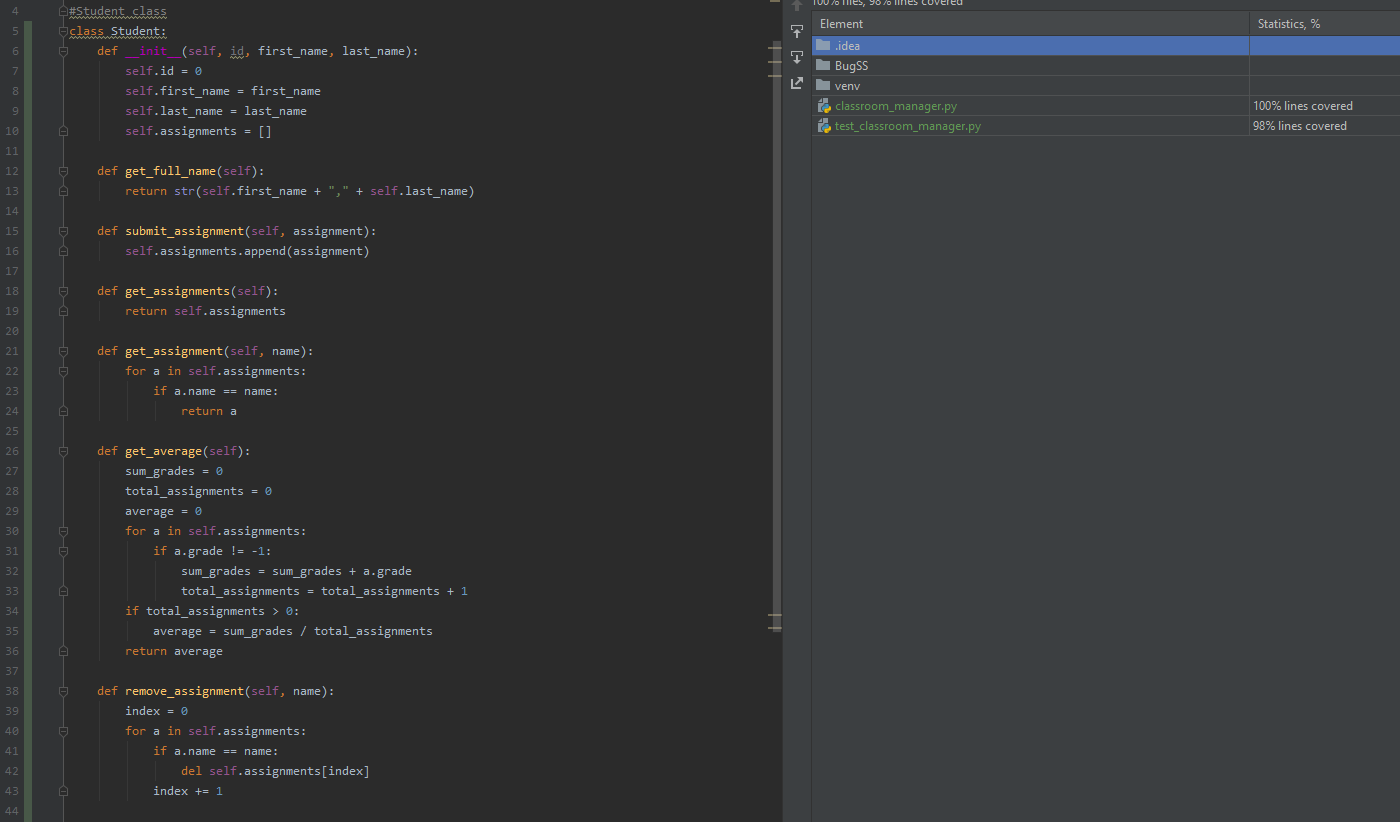 4 #Student class
5 class Student:
6 def __init__(self, id, first_name, last_name):
7 self.id = 0
8 self.first_name = first_name
9 self.last_name = last_name
10 self.assignments = []
11
12 def get_full_name(self):
13 return str(self.first_name + "," + self.last_name)
14
15 def submit_assignment(self, assignment):
16 self.assignments.append(assignment)
17
18 def get_assignments(self):
19 return self.assignments
20
21 def get_assignment(self, name):
22 for a in self.assignments:
23 if a.name == name:
24 return a
25
26 def get_average(self):
27 sum_grades = 0
28 total_assignments = 0
29 average = 0
30 for a in self.assignments:
31 if a.grade != -1:
32 sum_grades = sum_grades + a.grade
33 total_assignments = total_assignments + 1
34 if total_assignments > 0:
35 average = sum_grades / total_assignments
36 return average
37
38 def remove_assignment(self, name):
39 index = 0
40 for a in self.assignments:
41 if a.name == name:
42 del self.assignments[index]
43 index += 1
44
100% files, 98% lines covered
Element Statistics, %
.idea
BugSS
venv
classroom_manager.py 100% lines covered
test_classroom_manager.py 98% lines covered